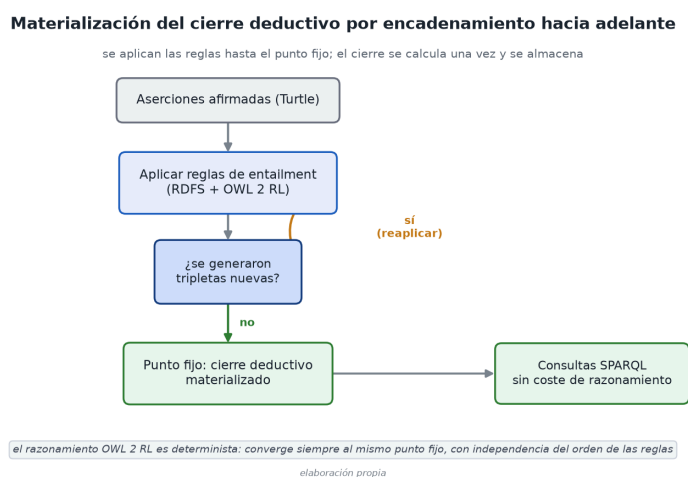 Materialización del cierre deductivo por encadenamiento hacia adelante
se aplican las reglas hasta el punto fijo; el cierre se calcula una vez y se almacena
Aserciones afirmadas (Turtle)
Aplicar reglas de entailment
(RDFS + OWL 2 RL)
sí
(reaplicar)
¿se generaron
tripletas nuevas?
no
Punto fijo: cierre deductivo
materializado
Consultas SPARQL
sin coste de razonamiento
el razonamiento OWL 2 RL es determinista: converge siempre al mismo punto fijo, con independencia del orden de las reglas
elaboración propia